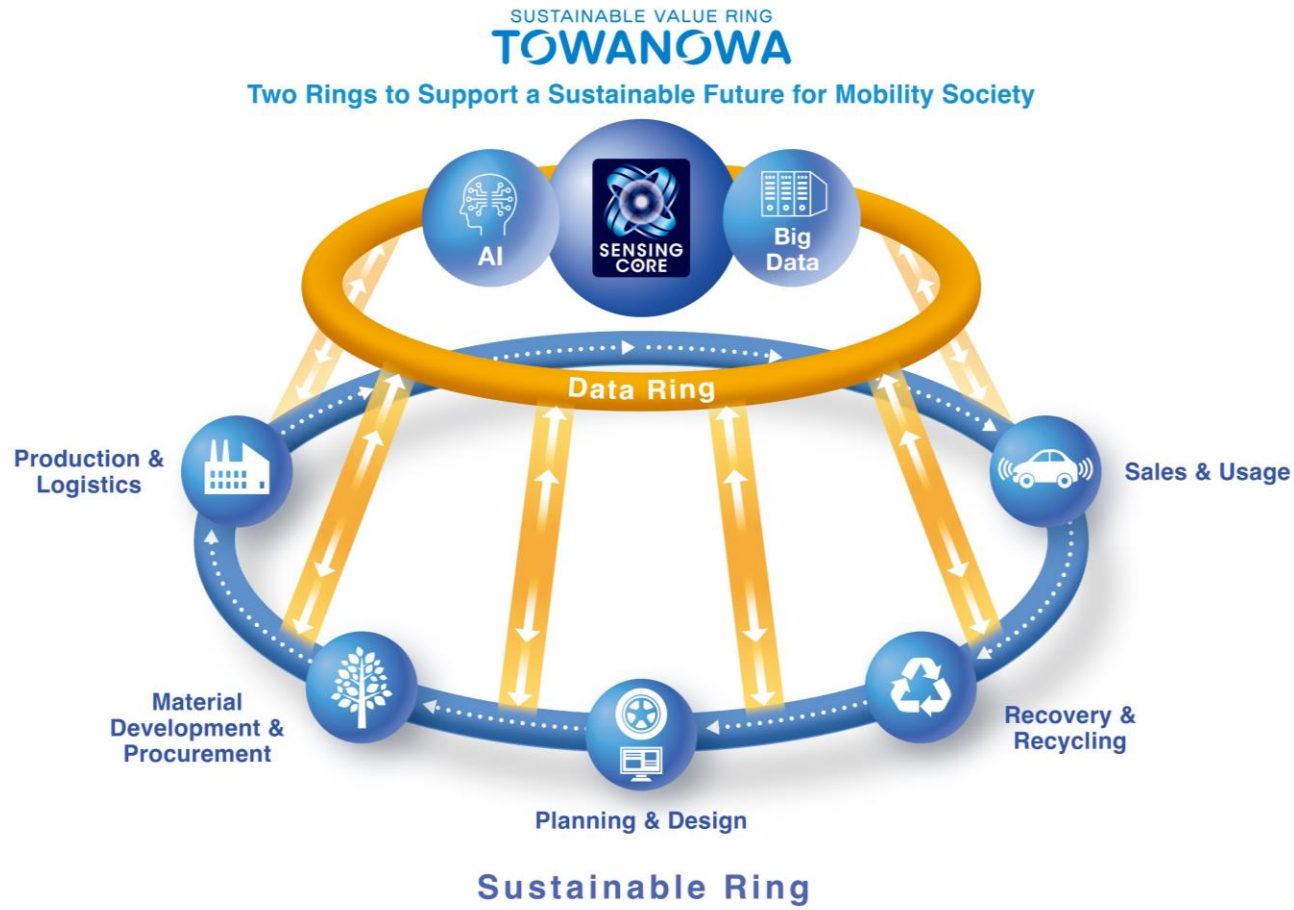 SUSTAINABLE VALUE RING
TOWANOWA
Two Rings to Support a Sustainable Future for Mobility Society
AI
SENSING
CORE
Big
Data
Data Ring
Production &
Logistics
Sales & Usage
Material
Development &
Procurement
Recovery &
Recycling
Planning & Design
Sustainable Ring